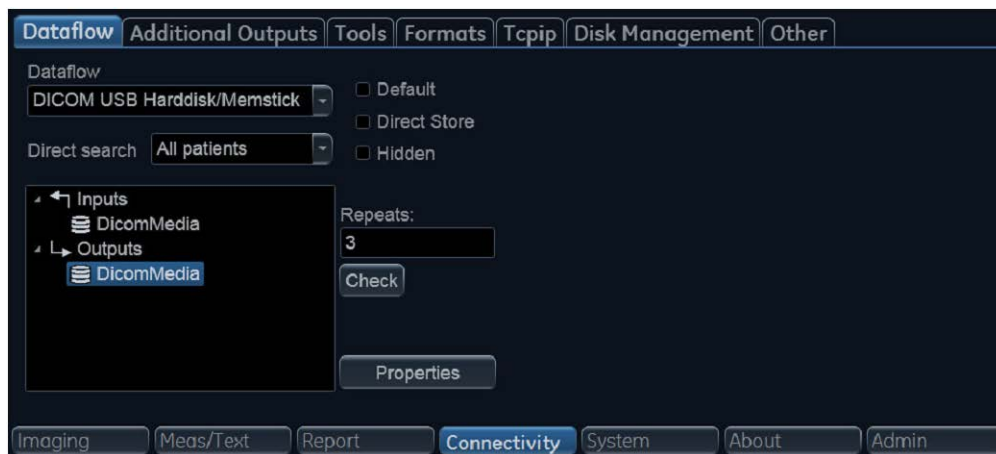 Dataflow Additional Outputs Tools Formats Tcpip Disk Management Other
Dataflow
DICOM USB Harddisk/Memstick
Default
Direct Store
Direct search All patients
Hidden
Inputs
DicomMedia
Outputs
DicomMedia
Repeats:
3
Check
Properties
Imaging Meas/Text Report Connectivity System About Admin